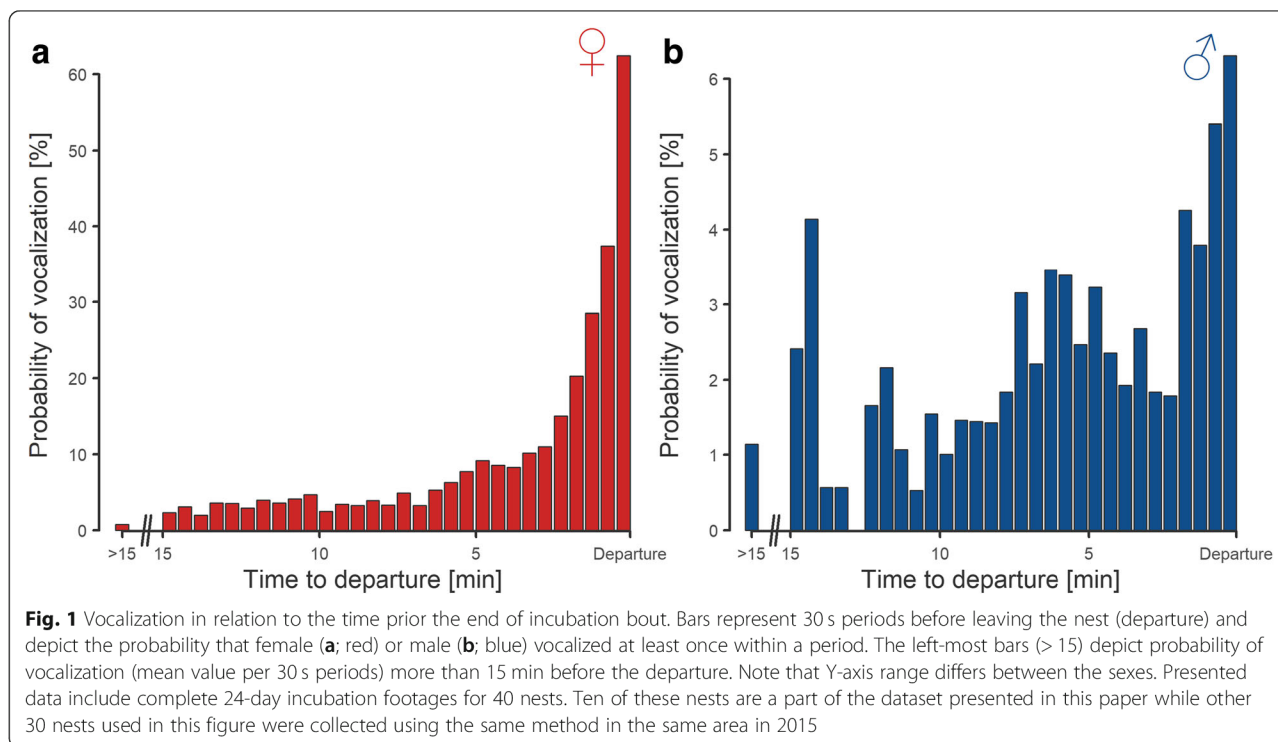 a
♀
Probability of vocalization [%]
60
50
40
30
20
10
0
>15
15
10
5
Departure
Time to departure [min]
b
♂
Probability of vocalization [%]
6
5
4
3
2
1
0
>15
15
10
5
Departure
Time to departure [min]
Fig. 1 Vocalization in relation to the time prior the end of incubation bout. Bars represent 30 s periods before leaving the nest (departure) and
depict the probability that female (a; red) or male (b; blue) vocalized at least once within a period. The left-most bars (> 15) depict probability of
vocalization (mean value per 30 s periods) more than 15 min before the departure. Note that Y-axis range differs between the sexes. Presented
data include complete 24-day incubation footages for 40 nests. Ten of these nests are a part of the dataset presented in this paper while other
30 nests used in this figure were collected using the same method in the same area in 2015